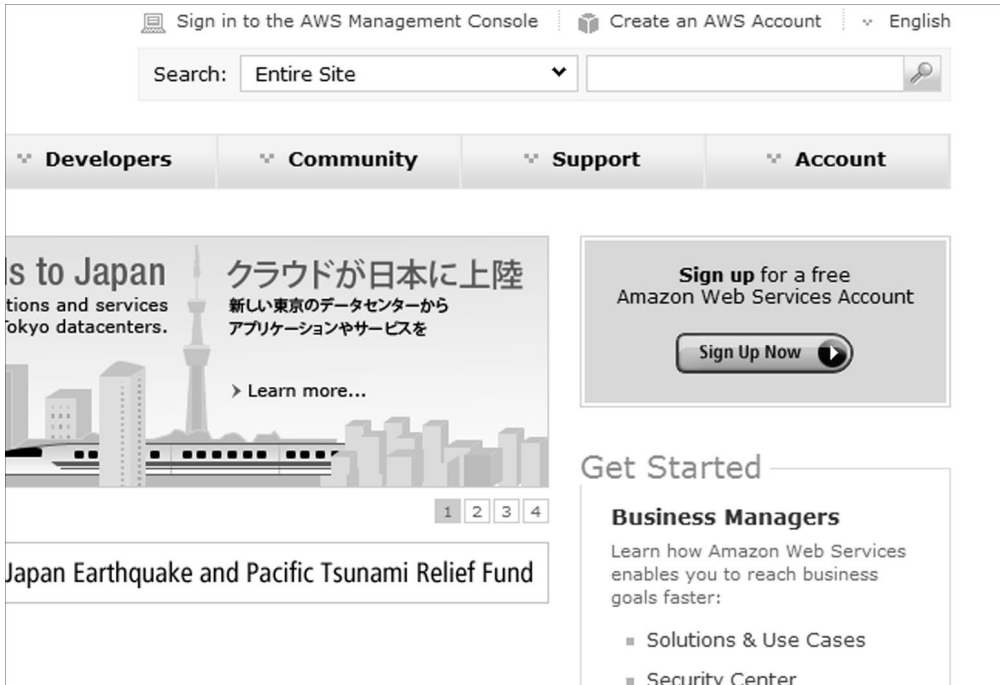 Sign in to the AWS Management Console
Create an AWS Account
English
Search: Entire Site
Developers
Community
Support
Account
to Japan
クラウドが日本に上陸
and services
新しい東京のデータセンターから
datacenters.
アプリケーションやサービスを
Learn more...
Sign up for a free
Amazon Web Services Account
Sign Up Now
1 2 3 4
Japan Earthquake and Pacific Tsunami Relief Fund
Get Started
Business Managers
Learn how Amazon Web Services
enables you to reach business
goals faster:
Solutions & Use Cases
Security Center